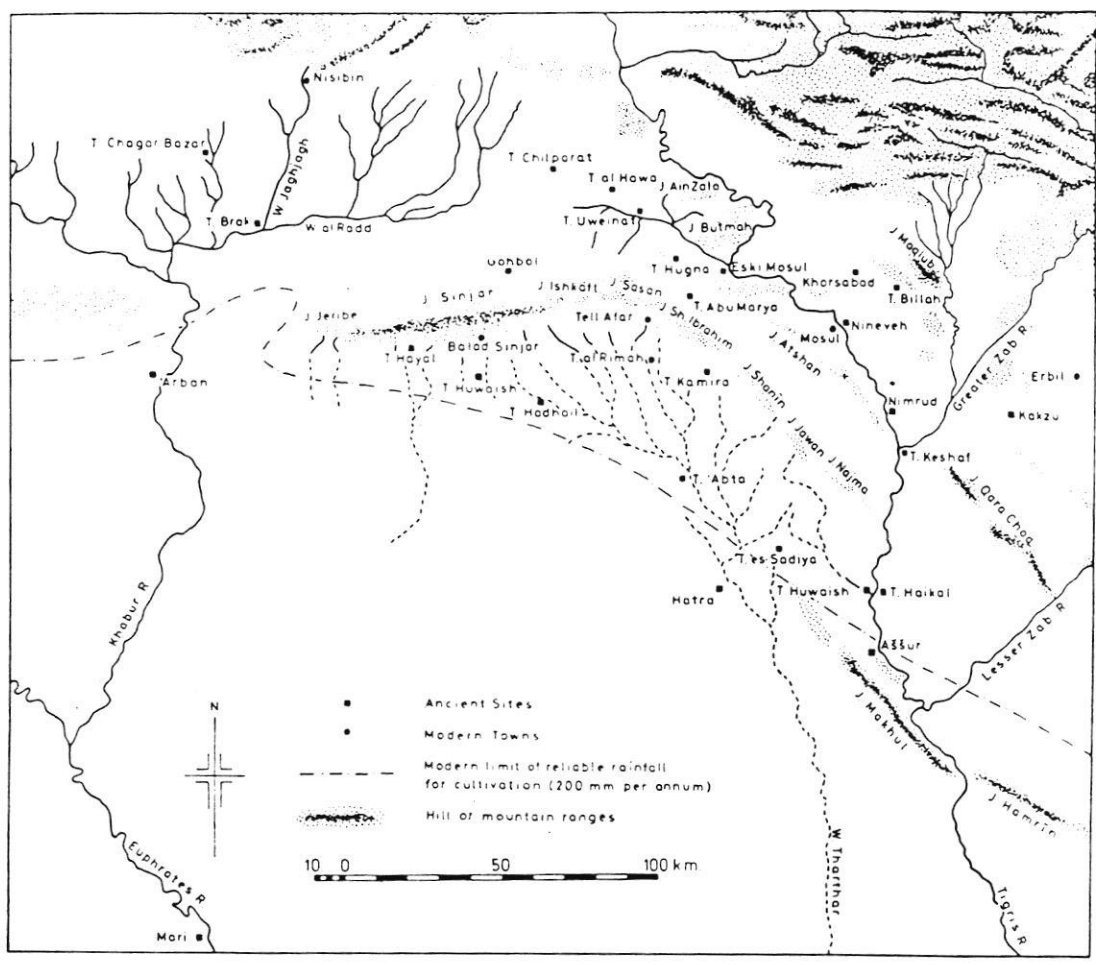 Nisibin
T. Chagar Bazar
W Jaghjagh
T. Chilparat
T al Hawa
J Ain Zala
T. Brak
W al Radd
T. Uweinat
J Butmah
J Maqlub
Gohbol
T Hugna
Eski Mosul
Khorsabad
J Sinjar
J Ishkaft
J Sasan
T. Billah
J Jeribe
T AbuMarya
Tell Afar
J Sh Ibrahim
Nineveh
Mosul
Greater Zab R
T Hayal
Balad Sinjar
J Atshan
T. al Rimah
'Arban
T Huwaish
T Kamira
J Shanin
Erbil
Nimrud
T Hadhail
Kakzu
J Jawan
J Najma
T. Keshaf
T. 'Abta
J Qara Choq
T. es Sadiya
Hatra
T Huwaish
T. Haikal
Khabur R
Lesser Zab R
Aššur
J Makhul
N
Ancient Sites
Modern Towns
Modern limit of reliable rainfall
for cultivation (200 mm per annum)
Hill or mountain ranges
J Hamrin
10 0 50 100 km
Euphrates R
W Tharthar
Tigris R
Mari